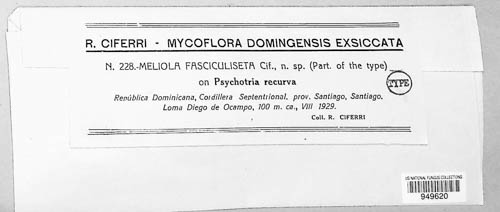 R. CIFERRI - MYCOFLORA DOMINGENSIS EXSICCATA
N. 228.-MELIOLA FASCICULISETA Cif., n. sp. (Part. of the type)
on Psychotria recurva
TYPE
República Dominicana, Cordillera Septentrional, prov. Santiago, Santiago.
Loma Diego de Ocampo, 100 m. ca., VIII 1929.
Coll. R. CIFERRI
US NATIONAL FUNGUS COLLECTIONS
949620